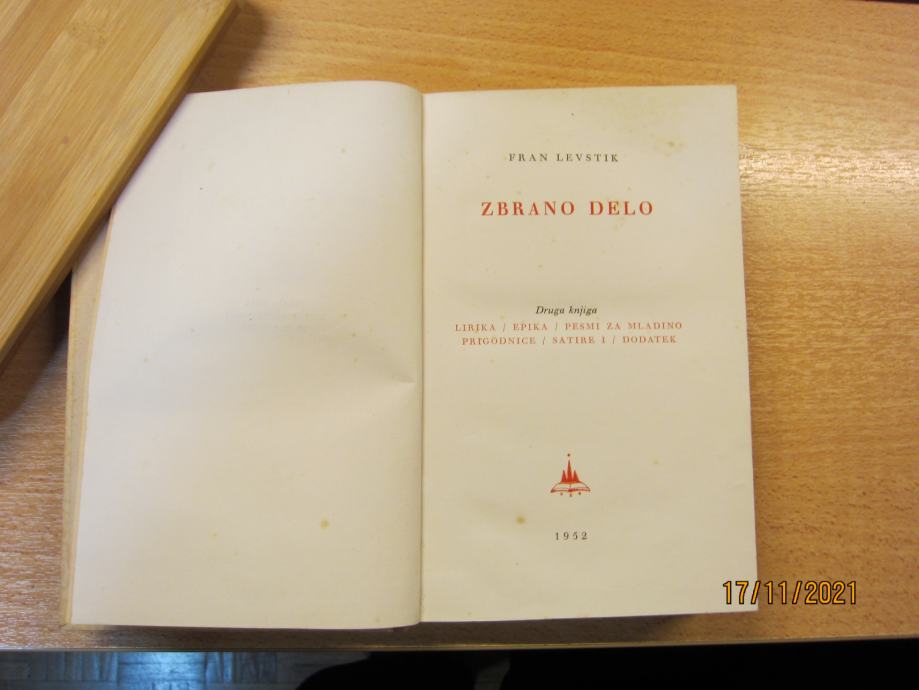 FRAN LEVSTIK
ZBRANO DELO
Druga knjiga
LIRIKA / EPIKA / PESMI ZA MLADINO
PRIGODNICE / SATIRE I / DODATEK
1952
17/11/2021